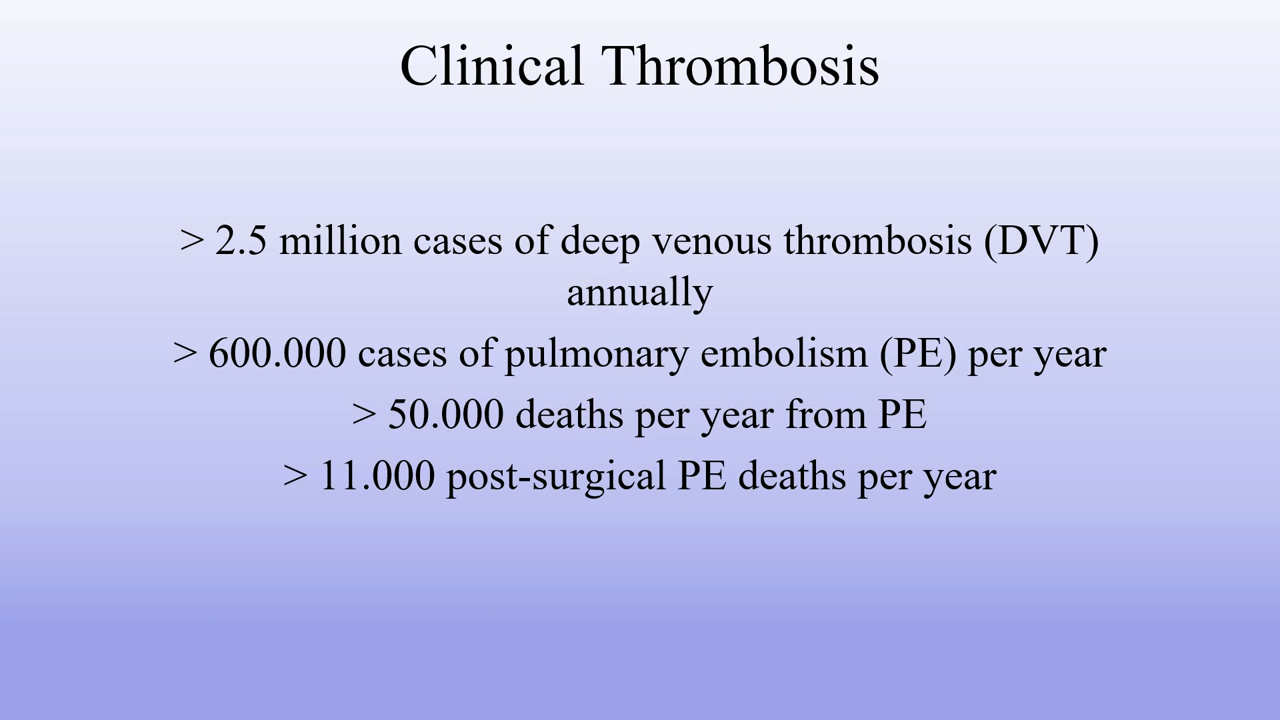 Clinical Thrombosis
> 2.5 million cases of deep venous thrombosis (DVT)
annually
> 600.000 cases of pulmonary embolism (PE) per year
> 50.000 deaths per year from PE
> 11.000 post-surgical PE deaths per year